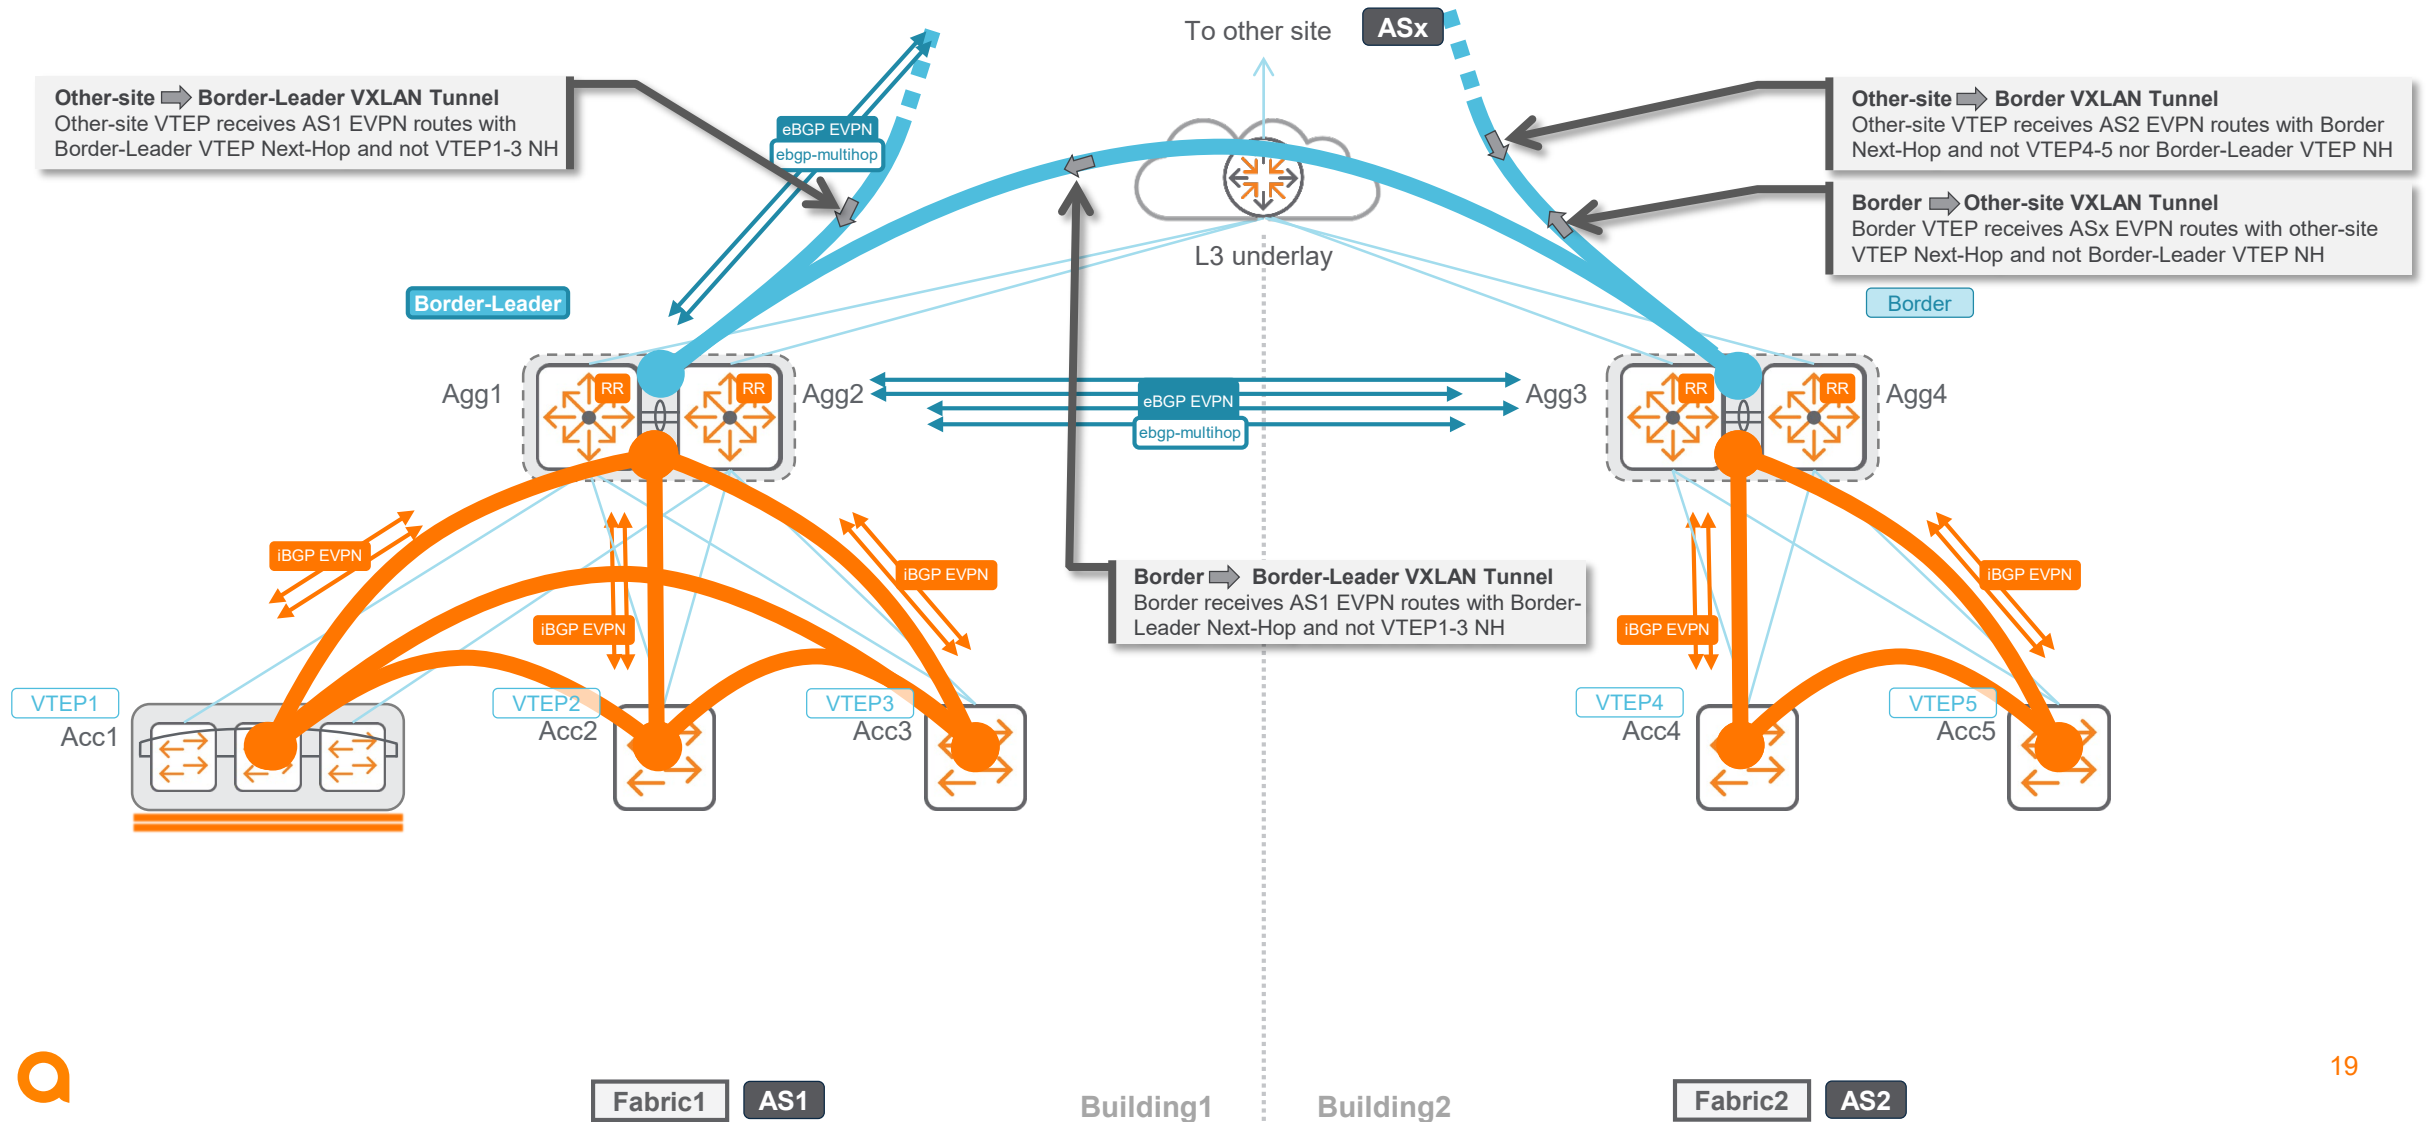 To other site
ASx
Other-site Border-Leader VXLAN Tunnel
Other-site VTEP receives AS1 EVPN routes with
Border-Leader VTEP Next-Hop and not VTEP1-3 NH
eBGP EVPN
ebgp-multihop
Other-site Border VXLAN Tunnel
Other-site VTEP receives AS2 EVPN routes with Border
Next-Hop and not VTEP4-5 nor Border-Leader VTEP NH
Border Other-site VXLAN Tunnel
Border VTEP receives ASx EVPN routes with other-site
VTEP Next-Hop and not Border-Leader VTEP NH
L3 underlay
Border-Leader
Border
Agg1
RR
RR
Agg2
eBGP EVPN
ebgp-multihop
Agg3
RR
RR
Agg4
iBGP EVPN
iBGP EVPN
iBGP EVPN
Border Border-Leader VXLAN Tunnel
Border receives AS1 EVPN routes with Border-
Leader Next-Hop and not VTEP1-3 NH
iBGP EVPN
iBGP EVPN
VTEP1
Acc1
VTEP2
Acc2
VTEP3
Acc3
VTEP4
Acc4
VTEP5
Acc5
19
Fabric1
AS1
Building1
Building2
Fabric2
AS2